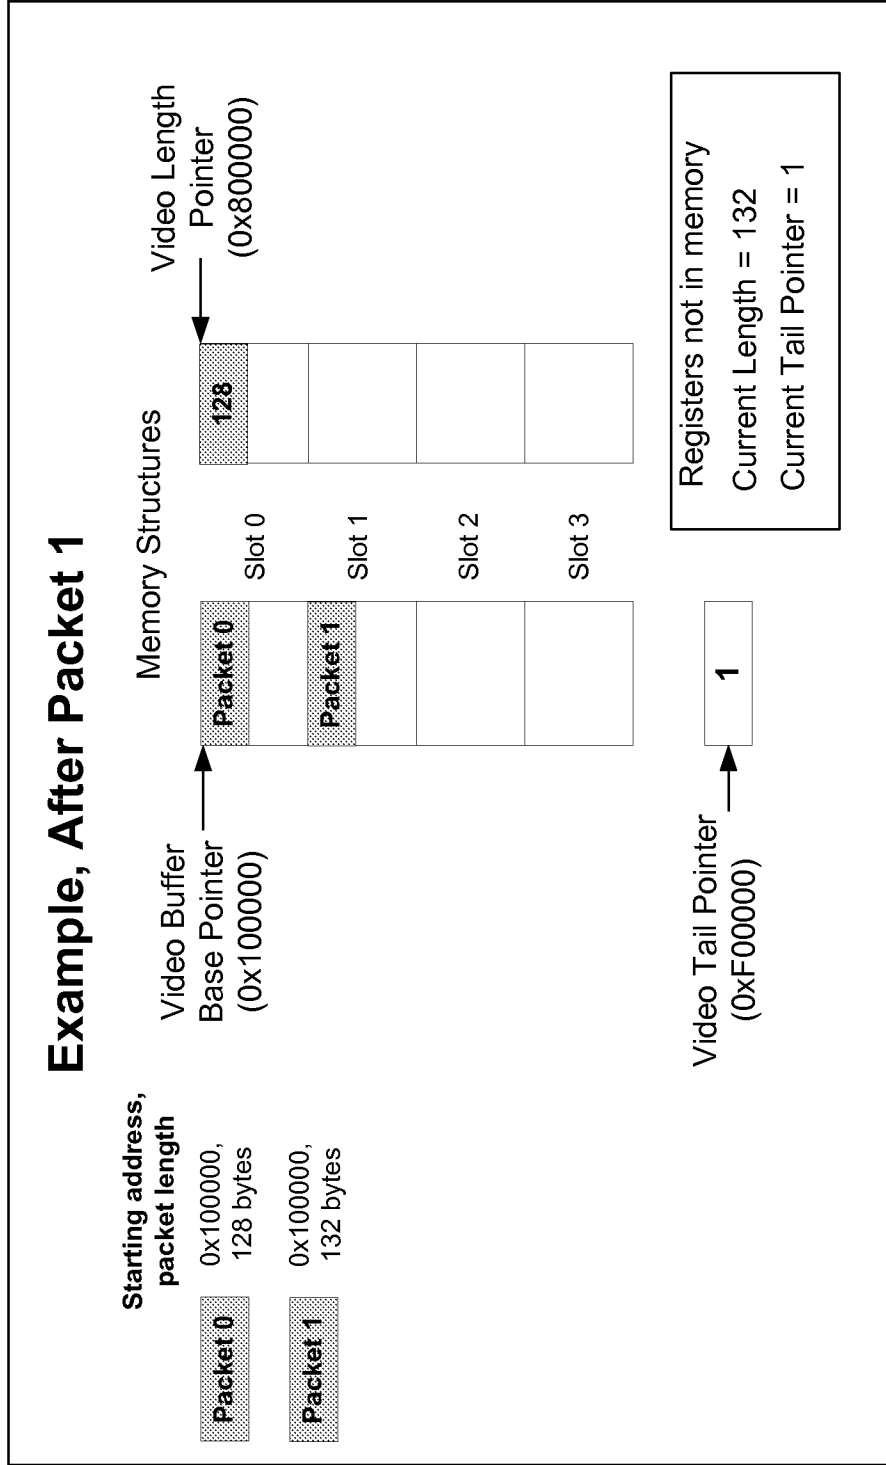 Example, After Packet 1
Starting address,
packet length
Packet 0
0x100000,
128 bytes
Packet 1
0x100000,
132 bytes
Memory Structures
Video Buffer
Base Pointer
(0x100000)
Packet 0
Packet 1
Slot 0
Slot 1
Slot 2
Slot 3
128
Video Length
Pointer
(0x800000)
Video Tail Pointer
(0xF00000)
1
Registers not in memory
Current Length = 132
Current Tail Pointer = 1